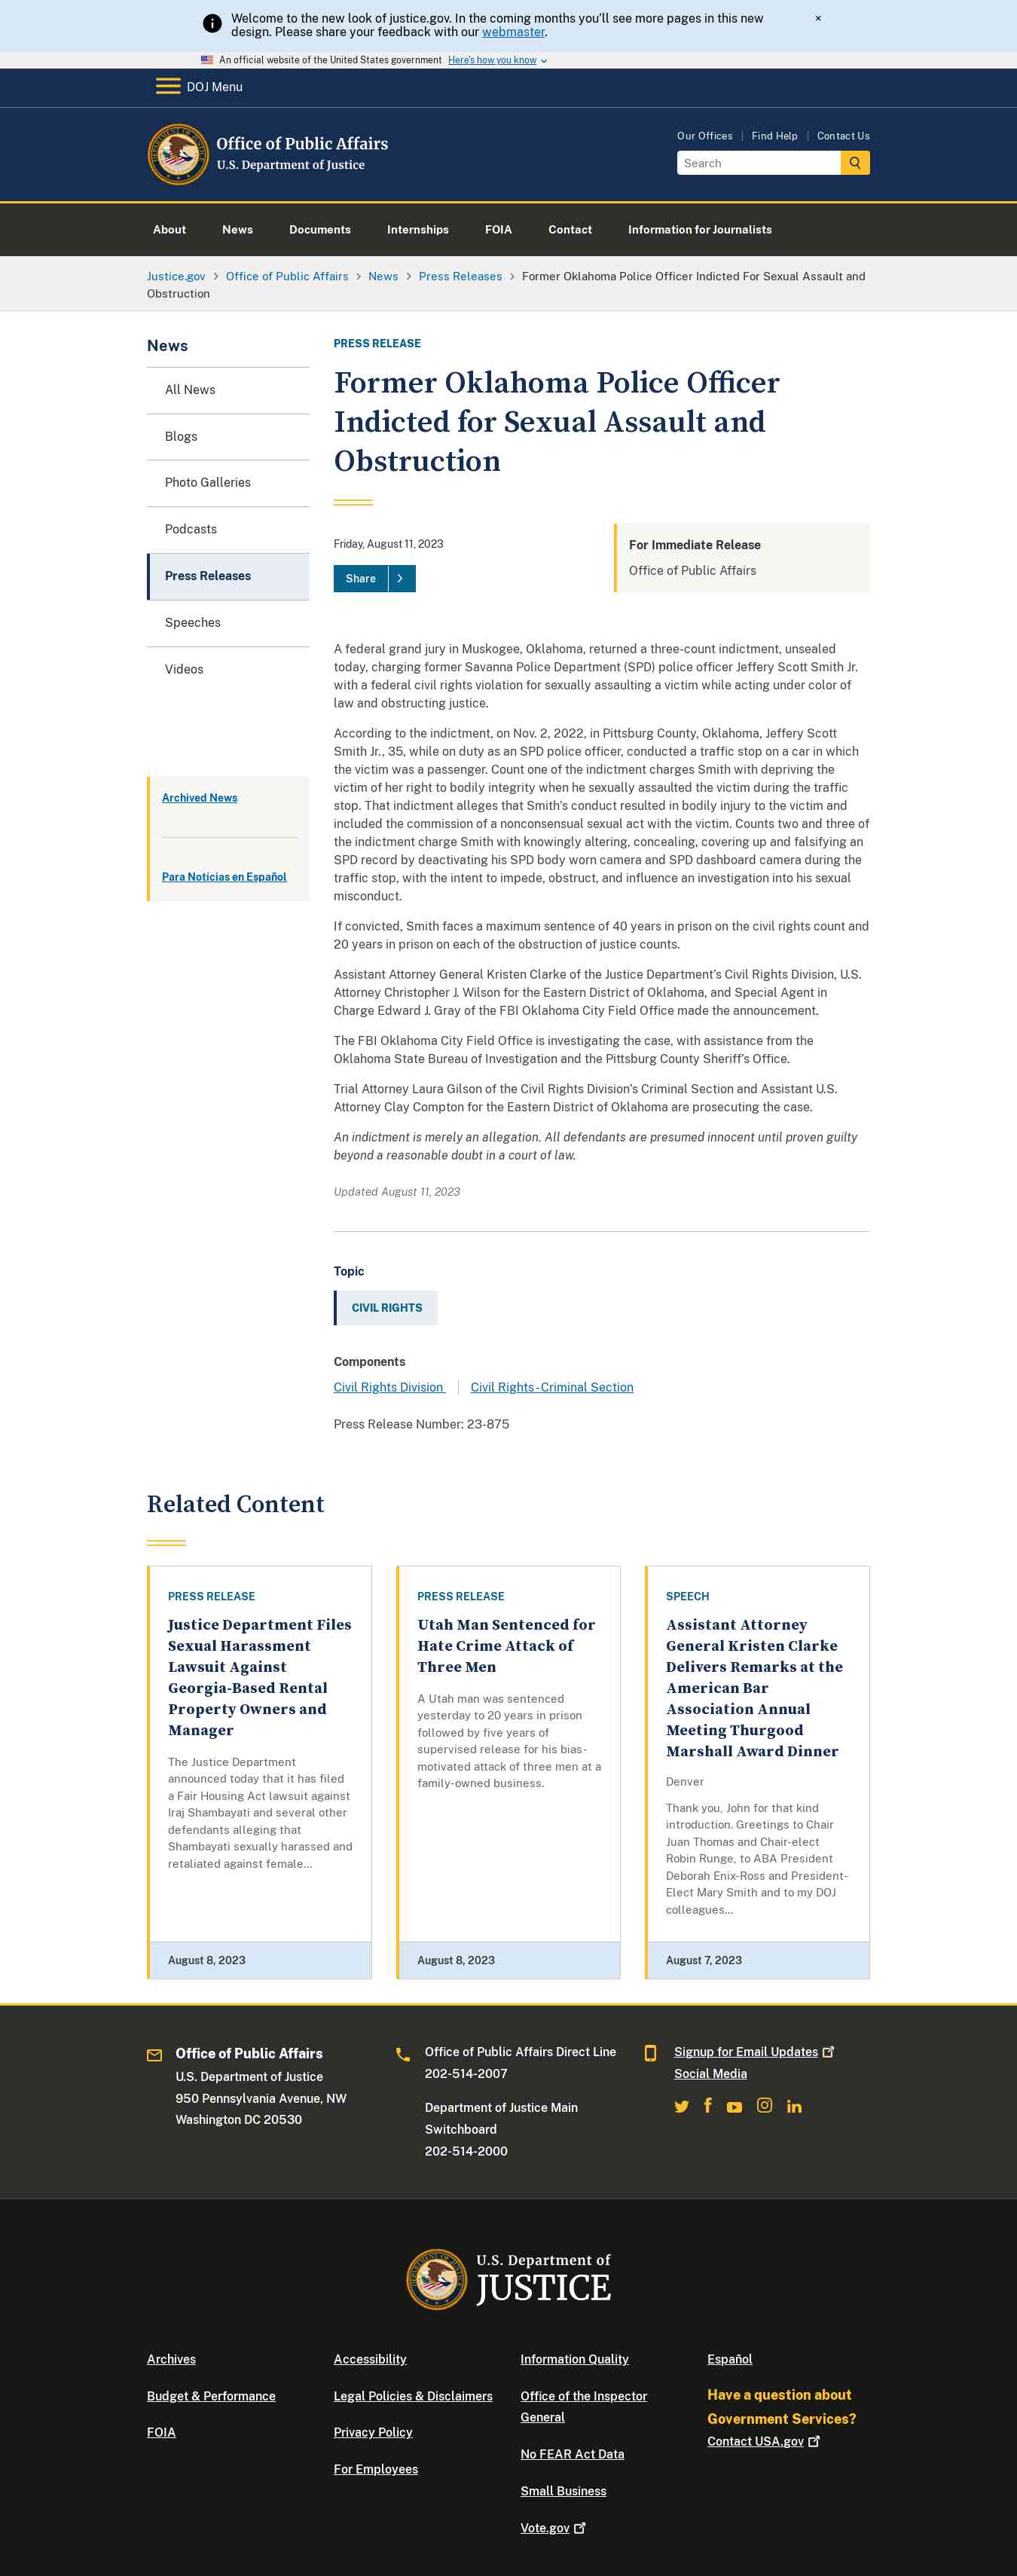 Welcome to the new look of justice.gov. In the coming months you'll see more pages in this new
design. Please share your feedback with our webmaster.
×
An official website of the United States government Here's how you know
DOJ Menu
Office of Public Affairs
U.S. Department of Justice
Our Offices | Find Help | Contact Us
Search
About News Documents Internships FOIA Contact Information for Journalists
Justice.gov > Office of Public Affairs > News > Press Releases > Former Oklahoma Police Officer Indicted For Sexual Assault and
Obstruction
News
All News
Blogs
Photo Galleries
Podcasts
Press Releases
Speeches
Videos
Archived News
Para Noticias en Español
PRESS RELEASE
Former Oklahoma Police Officer
Indicted for Sexual Assault and
Obstruction
Friday, August 11, 2023
Share
For Immediate Release
Office of Public Affairs
A federal grand jury in Muskogee, Oklahoma, returned a three-count indictment, unsealed
today, charging former Savanna Police Department (SPD) police officer Jeffery Scott Smith Jr.
with a federal civil rights violation for sexually assaulting a victim while acting under color of
law and obstructing justice.
According to the indictment, on Nov. 2, 2022, in Pittsburg County, Oklahoma, Jeffery Scott
Smith Jr., 35, while on duty as an SPD police officer, conducted a traffic stop on a car in which
the victim was a passenger. Count one of the indictment charges Smith with depriving the
victim of her right to bodily integrity when he sexually assaulted the victim during the traffic
stop. That indictment alleges that Smith's conduct resulted in bodily injury to the victim and
included the commission of a nonconsensual sexual act with the victim. Counts two and three of
the indictment charge Smith with knowingly altering, concealing, covering up and falsifying an
SPD record by deactivating his SPD body worn camera and SPD dashboard camera during the
traffic stop, with the intent to impede, obstruct, and influence an investigation into his sexual
misconduct.
If convicted, Smith faces a maximum sentence of 40 years in prison on the civil rights count and
20 years in prison on each of the obstruction of justice counts.
Assistant Attorney General Kristen Clarke of the Justice Department's Civil Rights Division, U.S.
Attorney Christopher J. Wilson for the Eastern District of Oklahoma, and Special Agent in
Charge Edward J. Gray of the FBI Oklahoma City Field Office made the announcement.
The FBI Oklahoma City Field Office is investigating the case, with assistance from the
Oklahoma State Bureau of Investigation and the Pittsburg County Sheriff's Office.
Trial Attorney Laura Gilson of the Civil Rights Division's Criminal Section and Assistant U.S.
Attorney Clay Compton for the Eastern District of Oklahoma are prosecuting the case.
An indictment is merely an allegation. All defendants are presumed innocent until proven guilty
beyond a reasonable doubt in a court of law.
Updated August 11, 2023
Topic
CIVIL RIGHTS
Components
Civil Rights Division | Civil Rights - Criminal Section
Press Release Number: 23-875
Related Content
PRESS RELEASE
Justice Department Files
Sexual Harassment
Lawsuit Against
Georgia-Based Rental
Property Owners and
Manager
The Justice Department
announced today that it has filed
a Fair Housing Act lawsuit against
Iraj Shambayati and several other
defendants alleging that
Shambayati sexually harassed and
retaliated against female…
August 8, 2023
PRESS RELEASE
Utah Man Sentenced for
Hate Crime Attack of
Three Men
A Utah man was sentenced
yesterday to 20 years in prison
followed by five years of
supervised release for his bias-
motivated attack of three men at a
family-owned business.
August 8, 2023
SPEECH
Assistant Attorney
General Kristen Clarke
Delivers Remarks at the
American Bar
Association Annual
Meeting Thurgood
Marshall Award Dinner
Denver
Thank you, John for that kind
introduction. Greetings to Chair
Juan Thomas and Chair-elect
Robin Runge, to ABA President
Deborah Enix-Ross and President-
Elect Mary Smith and to my DOJ
colleagues…
August 7, 2023
Office of Public Affairs
U.S. Department of Justice
950 Pennsylvania Avenue, NW
Washington DC 20530
Office of Public Affairs Direct Line
202-514-2007
Department of Justice Main
Switchboard
202-514-2000
Signup for Email Updates
Social Media
U.S. Department of
JUSTICE
Archives
Budget & Performance
FOIA
Accessibility
Legal Policies & Disclaimers
Privacy Policy
For Employees
Information Quality
Office of the Inspector
General
No FEAR Act Data
Small Business
Vote.gov
Español
Have a question about
Government Services?
Contact USA.gov